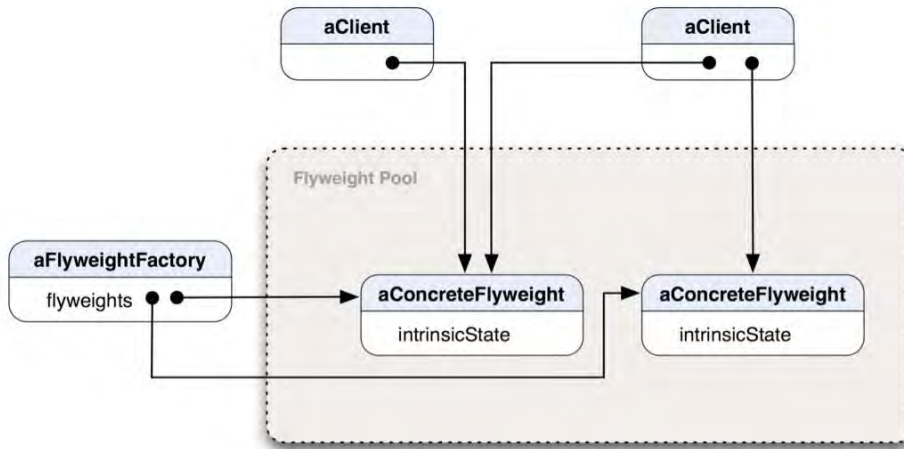 aClient
aClient
Flyweight Pool
aFlyweightFactory
flyweights
aConcreteFlyweight
intrinsicState
aConcreteFlyweight
intrinsicState